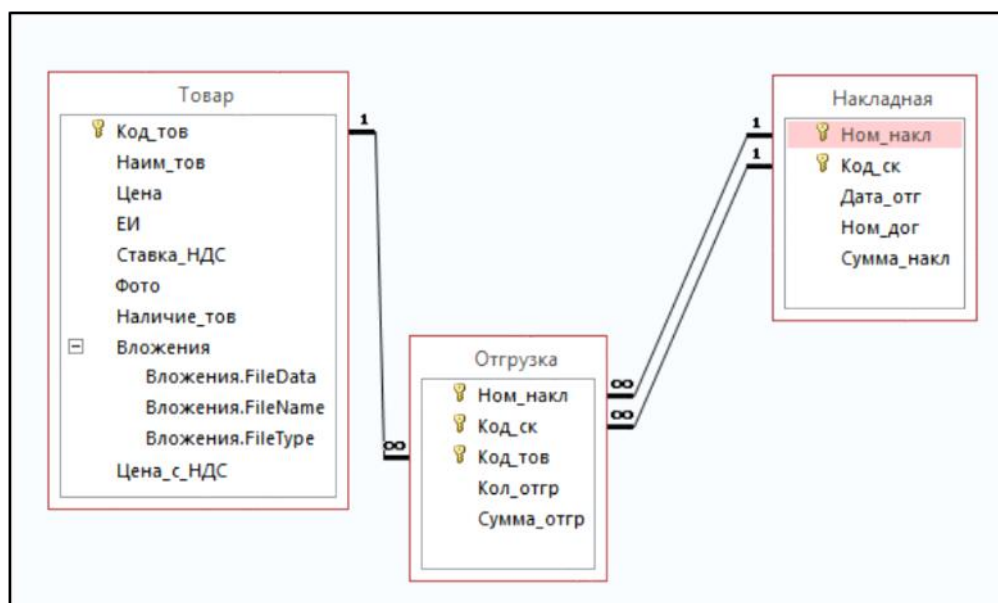 Товар
Код_тов
Наим_тов
Цена
ЕИ
Ставка_НДС
Фото
Наличие_тов
Вложения
Вложения.FileData
Вложения.FileName
Вложения.FileType
Цена_с_НДС
1
∞
Отгрузка
Ном_накл
Код_ск
Код_тов
Кол_отгр
Сумма_отгр
∞
∞
1
1
Накладная
Ном_накл
Код_ск
Дата_отг
Ном_дог
Сумма_накл